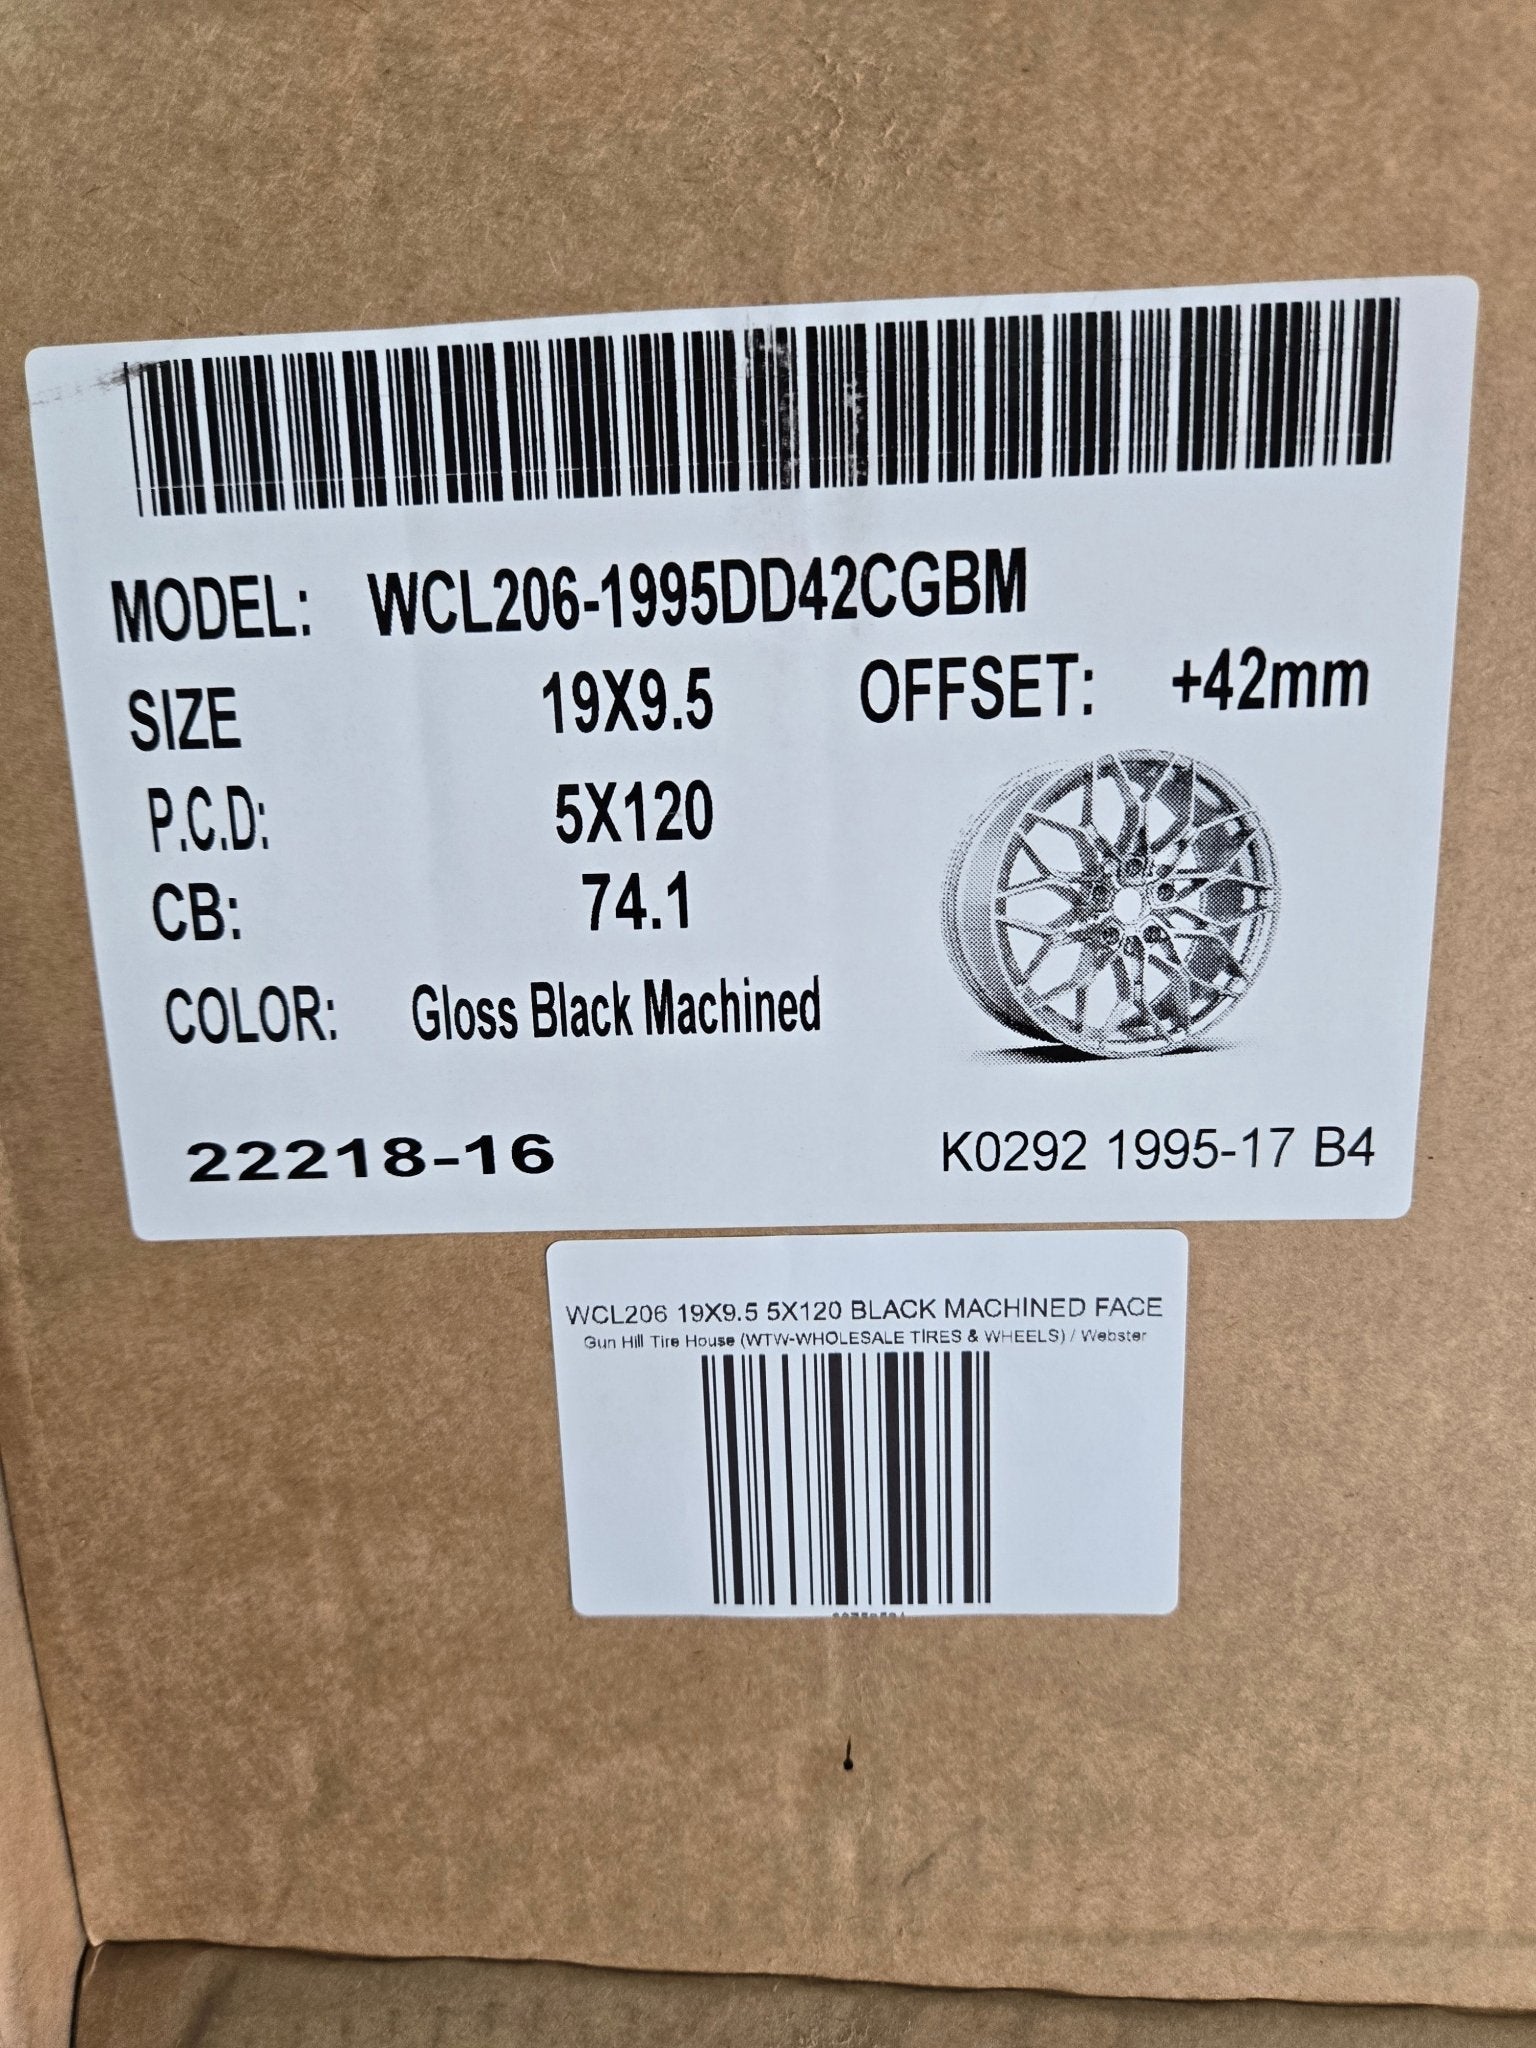 MODEL: WCL206-1995DD42CGBM
SIZE 19X9.5 OFFSET: +42mm
P.C.D: 5X120
CB: 74.1
COLOR: Gloss Black Machined
22218-16 K0292 1995-17 B4
WCL206 19X9.5 5X120 BLACK MACHINED FACE
Gun Hill Tire House (WTW-WHOLESALE TIRES & WHEELS) / Webster